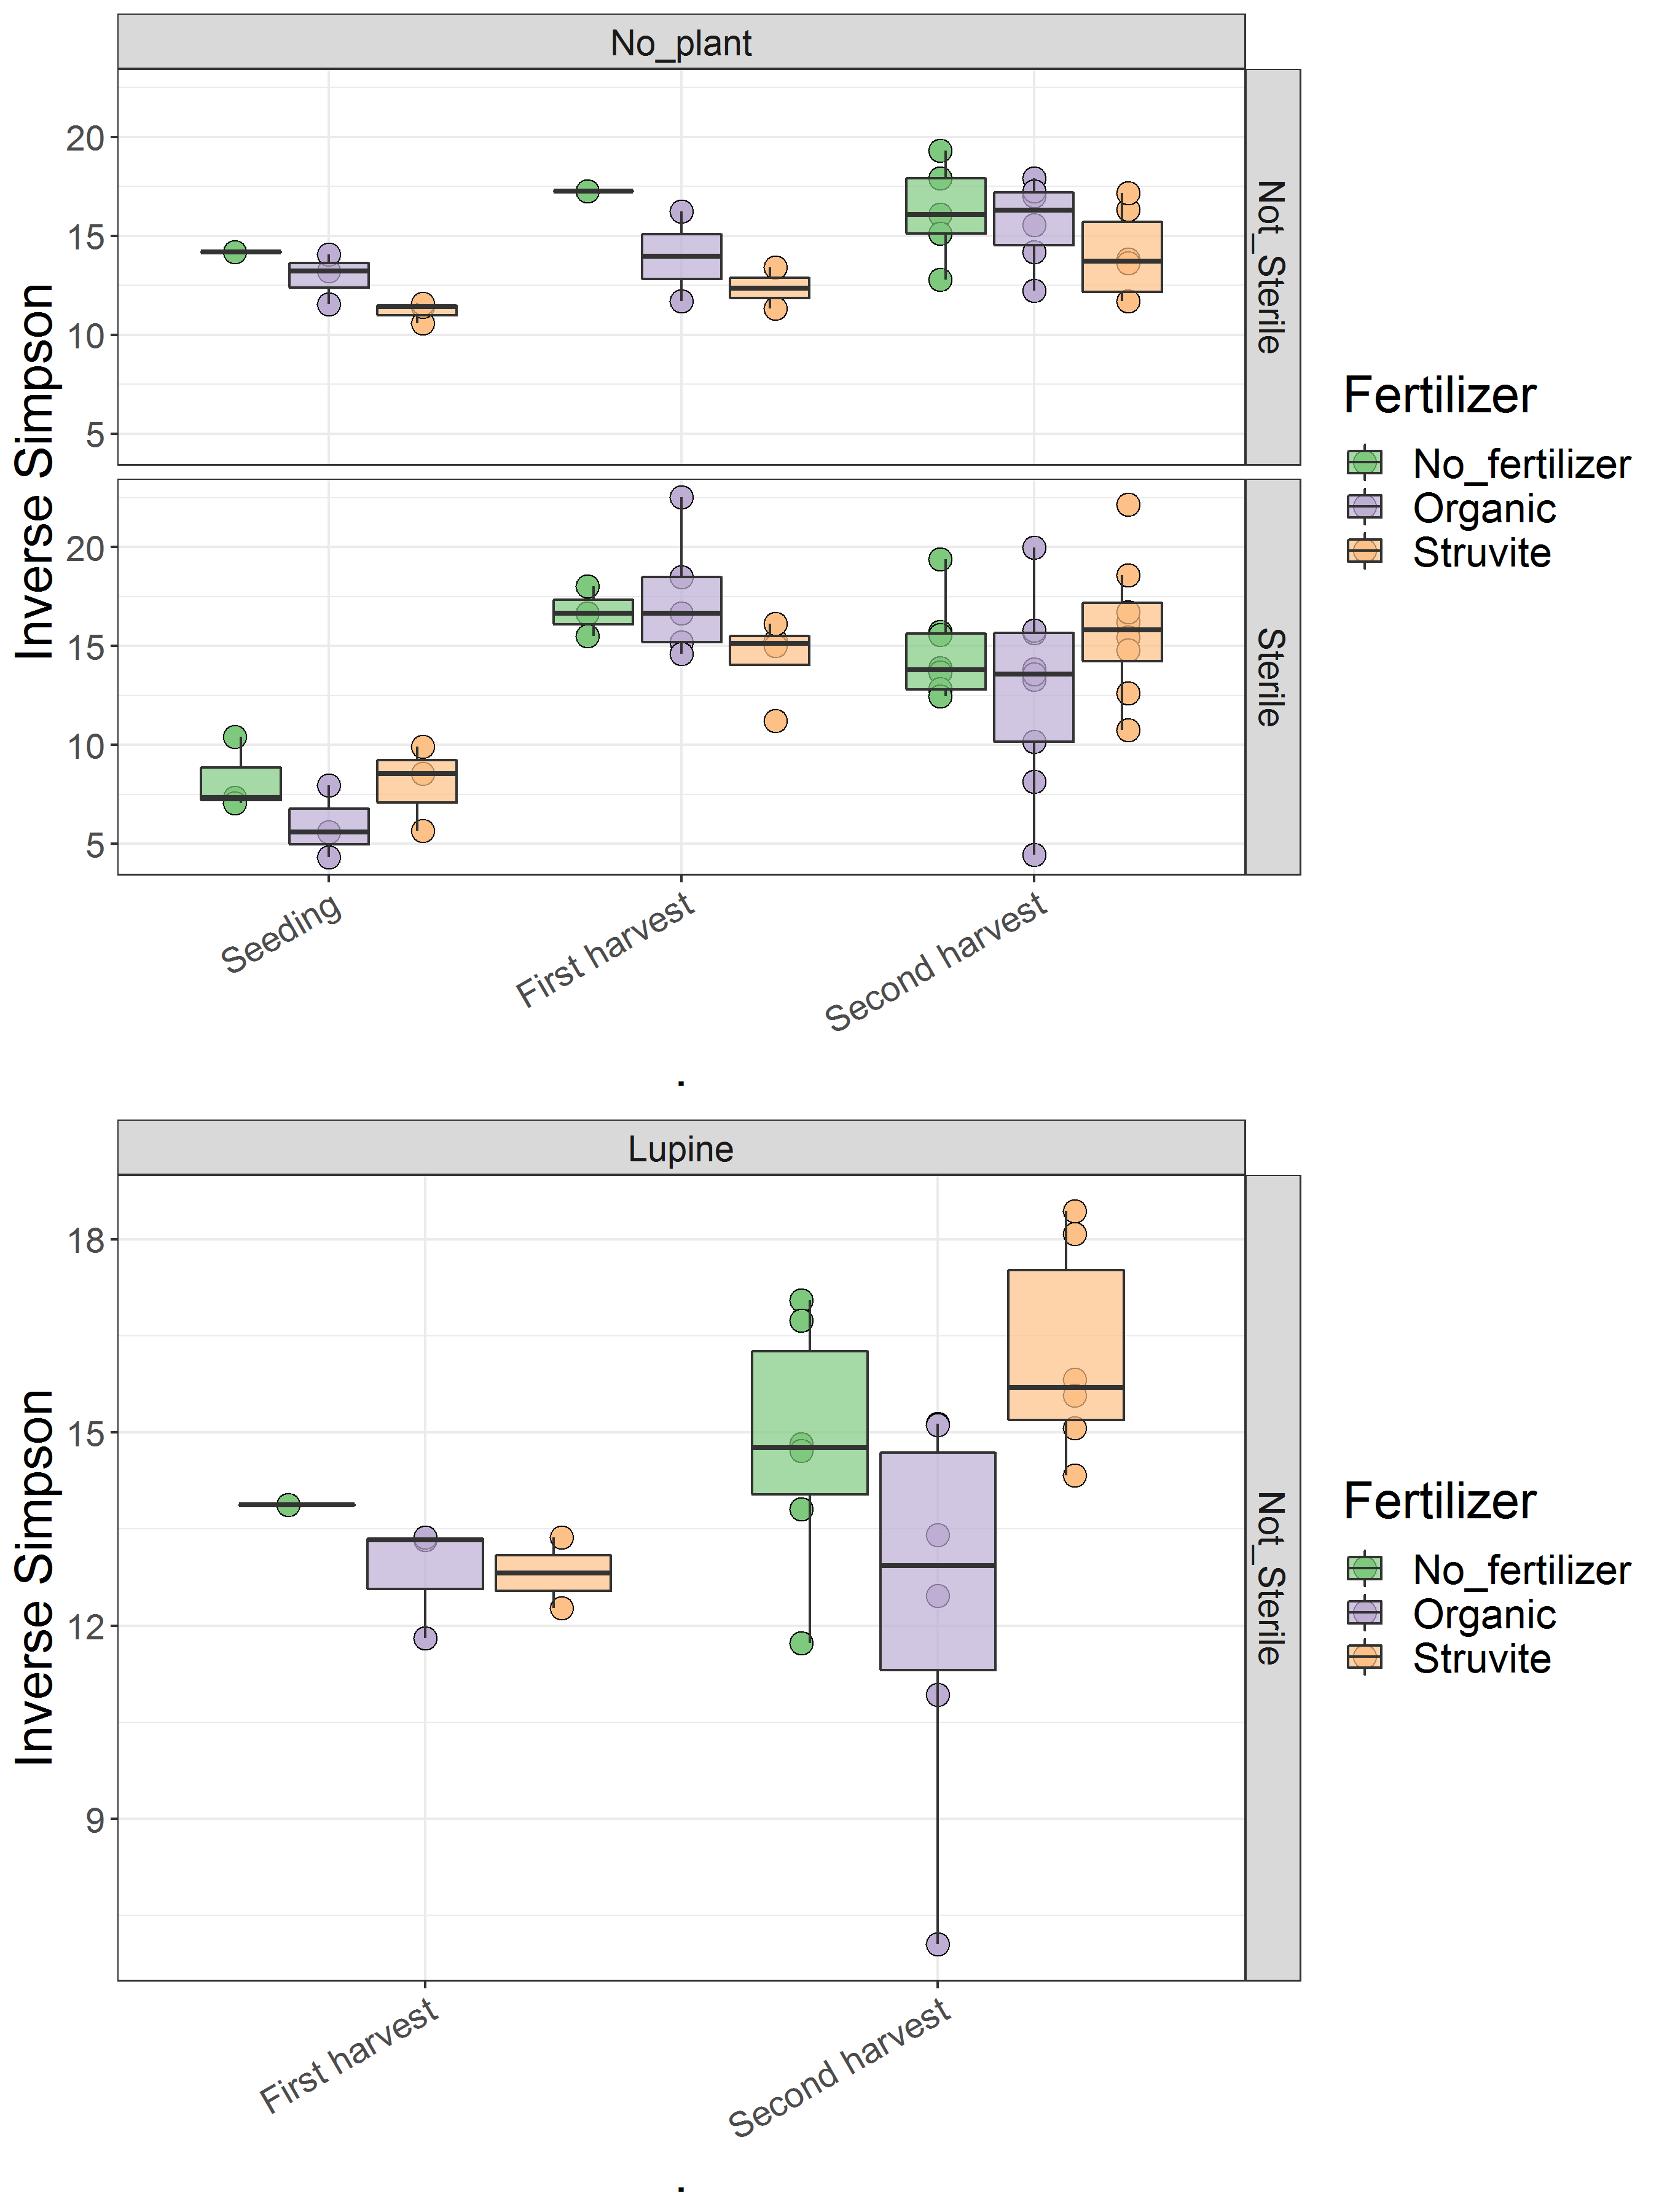 No_plant
Inverse Simpson
20
15
10
5
Not_Sterile
20
15
10
5
Sterile
Seeding
First harvest
Second harvest
.
Fertilizer
No_fertilizer
Organic
Struvite
Lupine
Inverse Simpson
18
15
12
9
Not_Sterile
First harvest
Second harvest
.
Fertilizer
No_fertilizer
Organic
Struvite